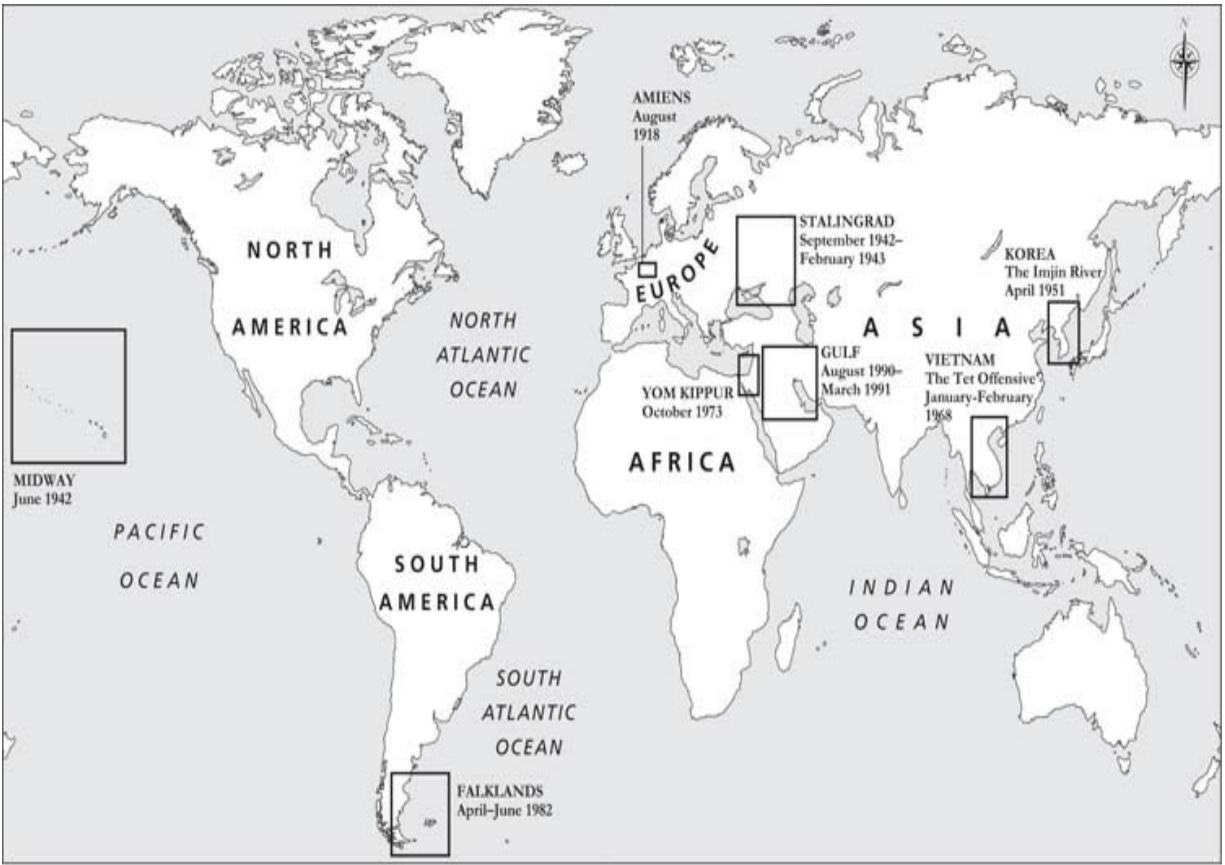 N
AMIENS
August
1918
STALINGRAD
September 1942–
February 1943
KOREA
The Imjin River
April 1951
NORTH
AMERICA
EUROPE
ASIA
NORTH
ATLANTIC
OCEAN
GULF
August 1990–
March 1991
VIETNAM
The Tet Offensive
January-February
1968
YOM KIPPUR
October 1973
AFRICA
MIDWAY
June 1942
PACIFIC
OCEAN
SOUTH
AMERICA
INDIAN
OCEAN
SOUTH
ATLANTIC
OCEAN
FALKLANDS
April–June 1982